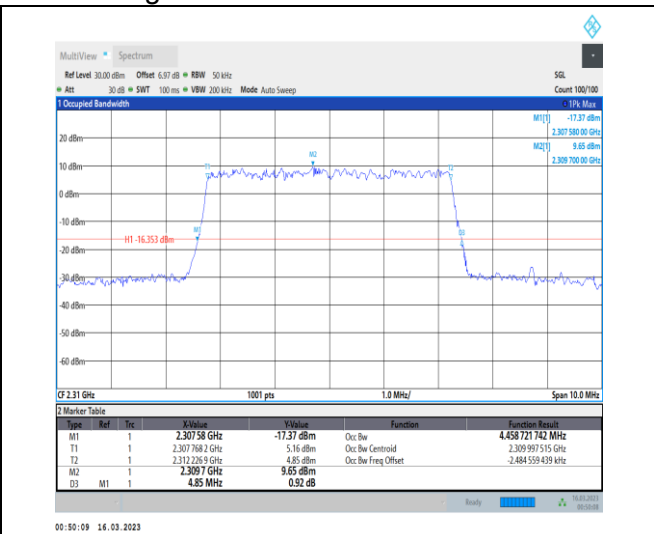 MultiView Spectrum
Ref Level 30.00 dBm Offset 6.97 dB RBW 50 kHz SGL
Att 30 dB SWT 100 ms VBW 200 kHz Mode Auto Sweep Count 100/100
1 Occupied Bandwidth 1Pk Max
M1[1] -17.37 dBm
2.307 580 00 GHz
M2[1] 9.65 dBm
2.309 700 00 GHz
20 dBm
M2
10 dBm T1 T2
0 dBm
-10 dBm
M1 D3
H1 -16.353 dBm
-20 dBm
-30 dBm
-40 dBm
-50 dBm
-60 dBm
CF 2.31 GHz 1001 pts 1.0 MHz/ Span 10.0 MHz
2 Marker Table
Type Ref Trc X-Value Y-Value Function Function Result
M1 1 2.30758 GHz -17.37 dBm Occ Bw 4.458 721 742 MHz
T1 1 2.307 768 2 GHz 5.16 dBm Occ Bw Centroid 2.309 997 515 GHz
T2 1 2.312 226 9 GHz 4.85 dBm Occ Bw Freq Offset -2.484 559 439 kHz
M2 1 2.3097 GHz 9.65 dBm
D3 M1 1 4.85 MHz 0.92 dB
Ready 16.03.2023
00:50:08
00:50:09 16.03.2023